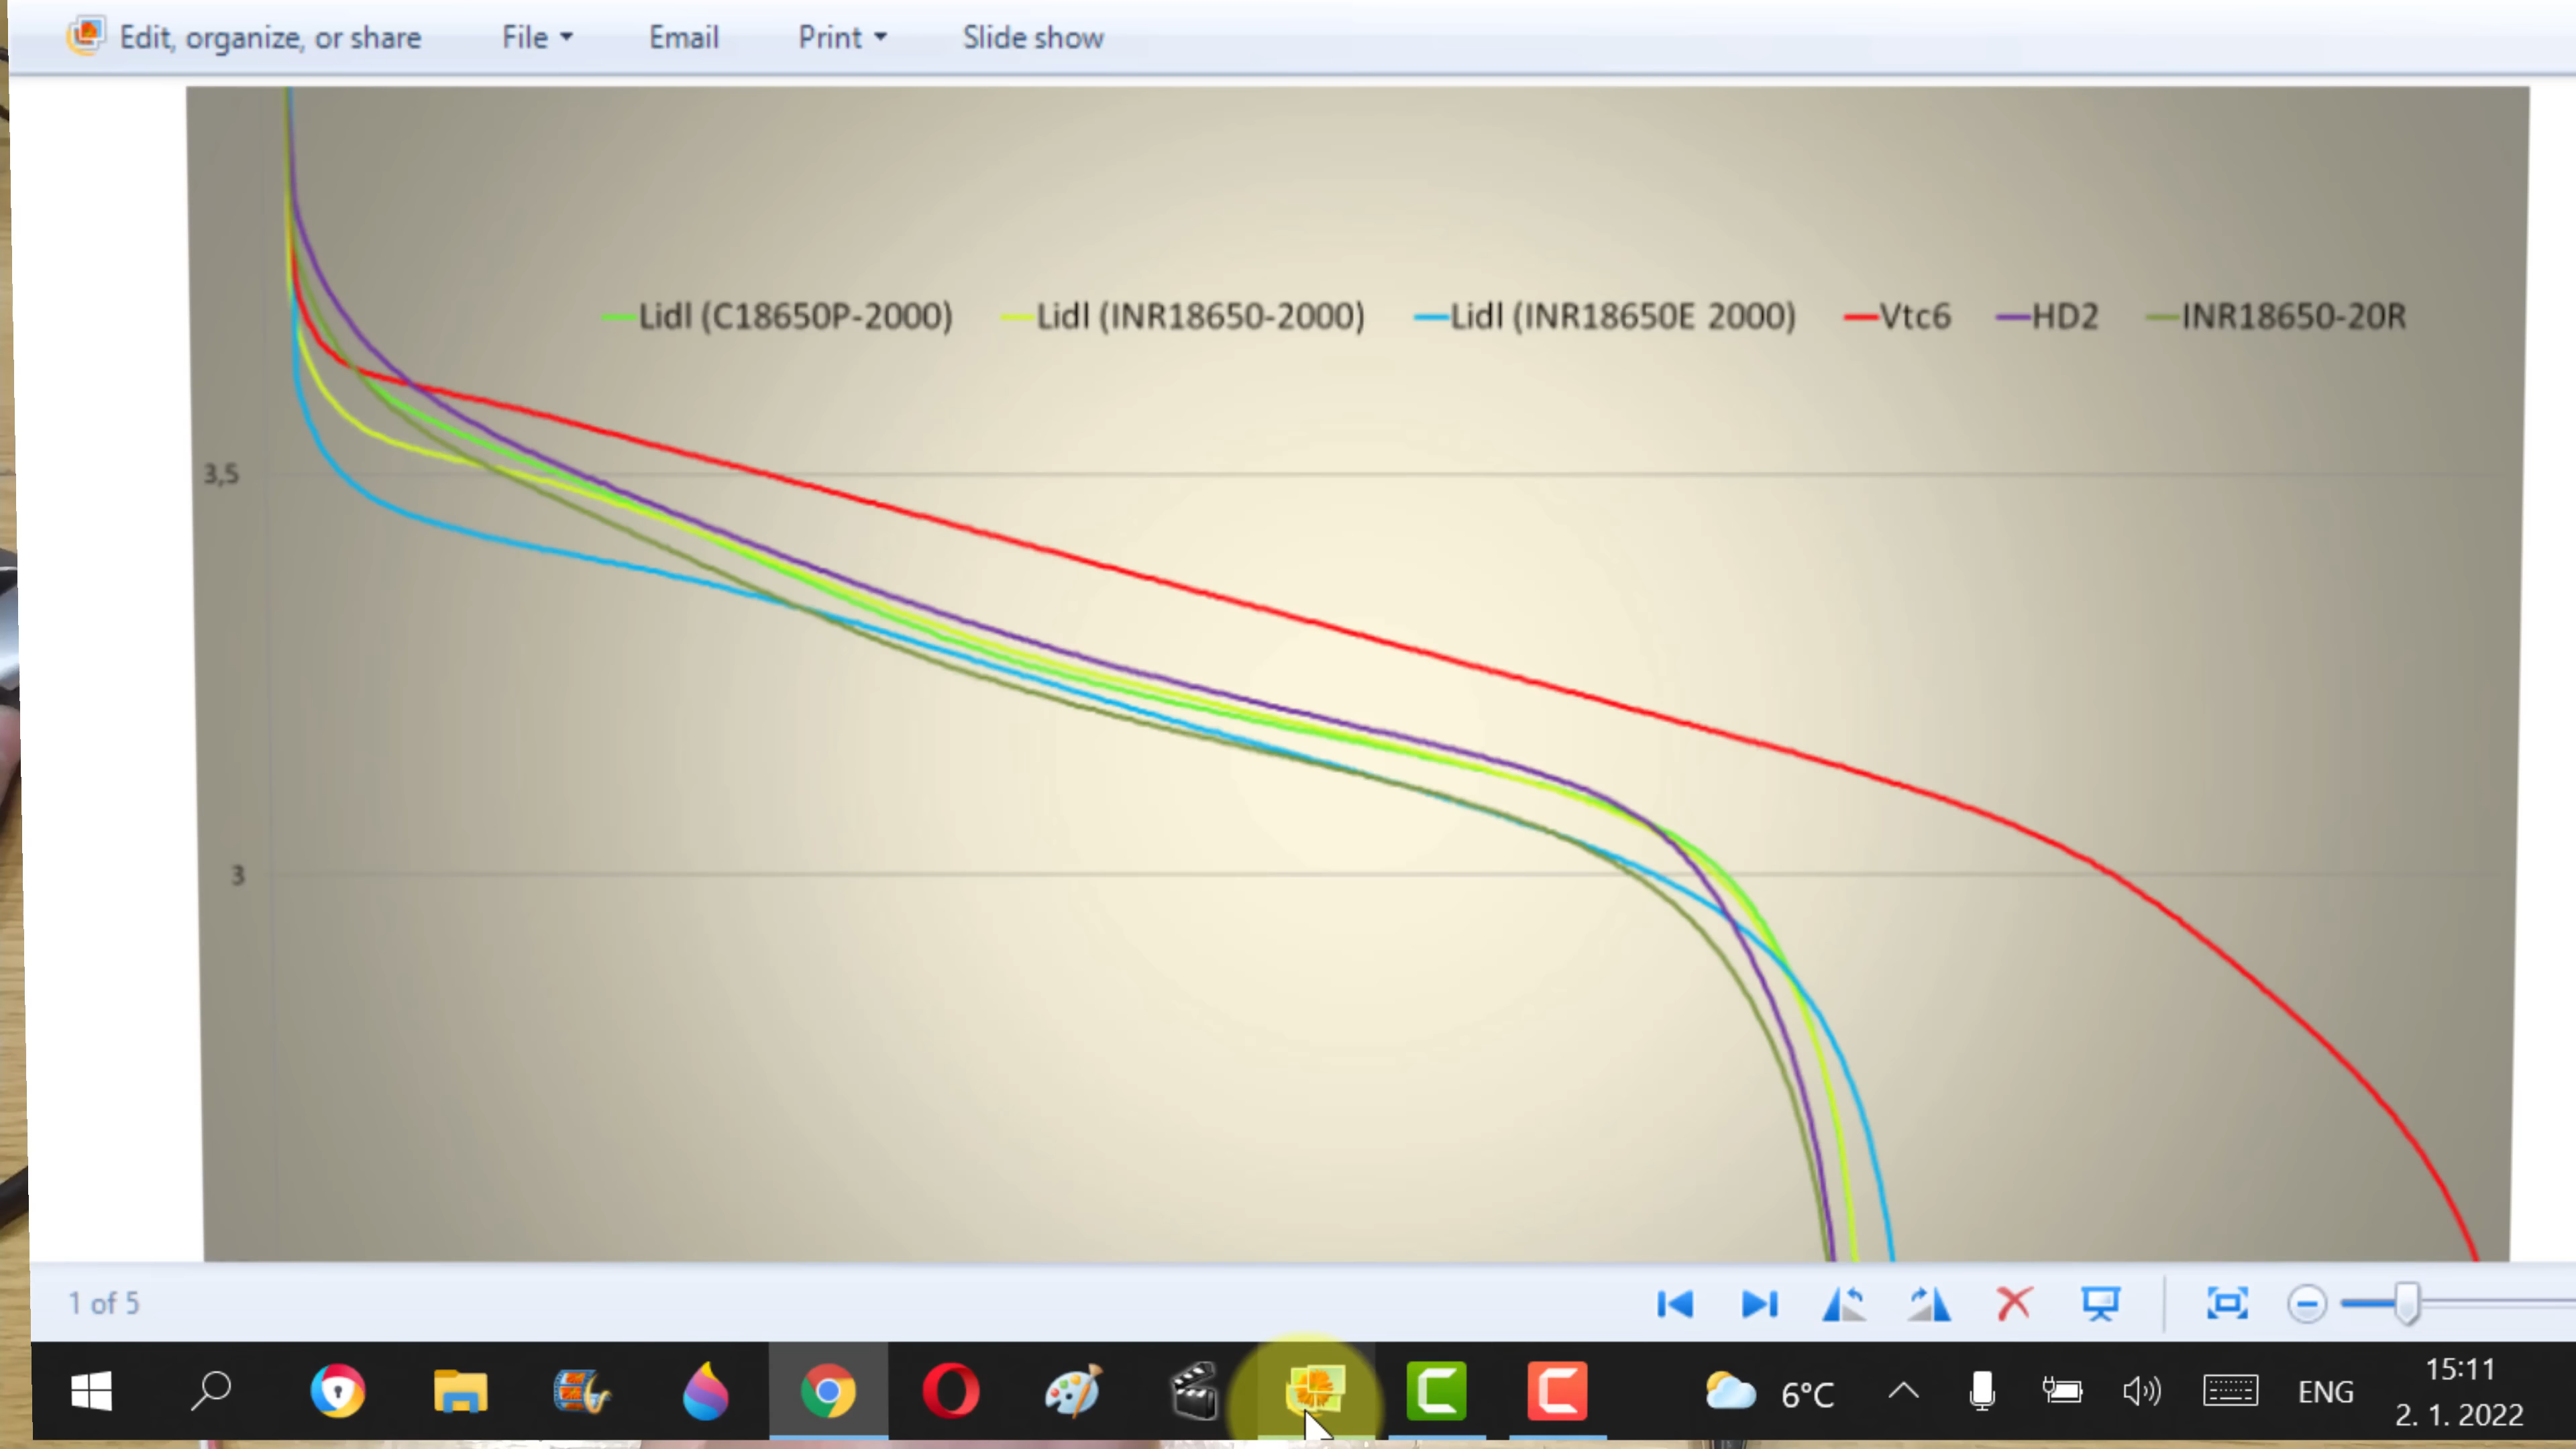 Edit, organize, or share File Email Print Slide show
Lidl (C18650P-2000) Lidl (INR18650-2000) Lidl (INR18650E 2000) Vtc6 HD2 INR18650-20R
3,5
3
1 of 5
6°C ENG 15:11
2. 1. 2022